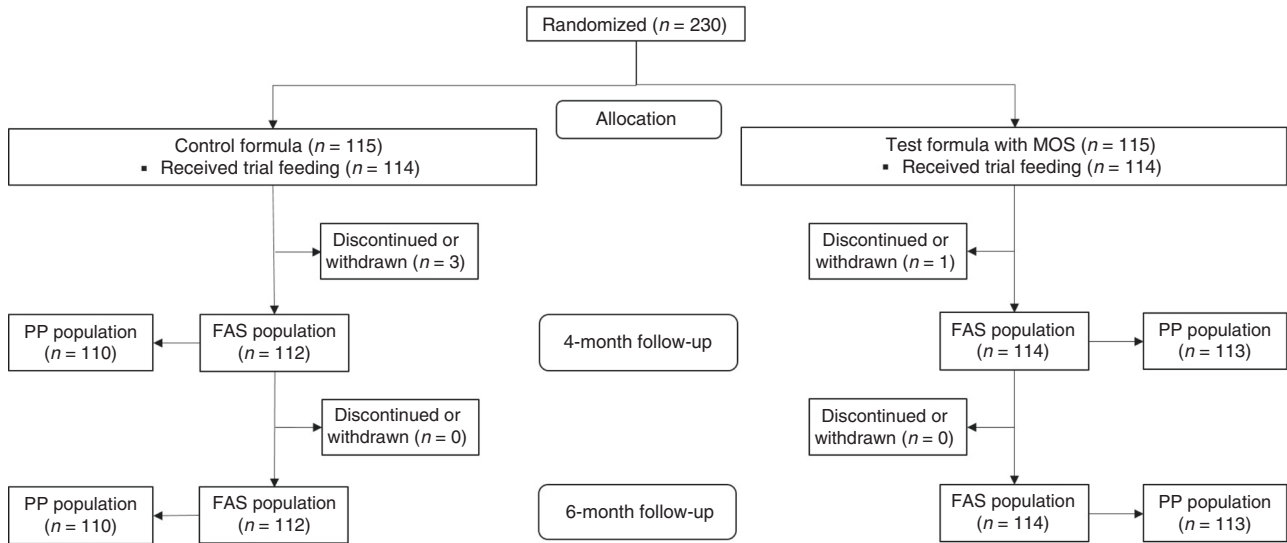 Randomized (n = 230)
Allocation
Control formula (n = 115)
▪ Received trial feeding (n = 114)
Test formula with MOS (n = 115)
▪ Received trial feeding (n = 114)
Discontinued or
withdrawn (n = 3)
Discontinued or
withdrawn (n = 1)
PP population
(n = 110)
FAS population
(n = 112)
4-month follow-up
FAS population
(n = 114)
PP population
(n = 113)
Discontinued or
withdrawn (n = 0)
Discontinued or
withdrawn (n = 0)
PP population
(n = 110)
FAS population
(n = 112)
6-month follow-up
FAS population
(n = 114)
PP population
(n = 113)